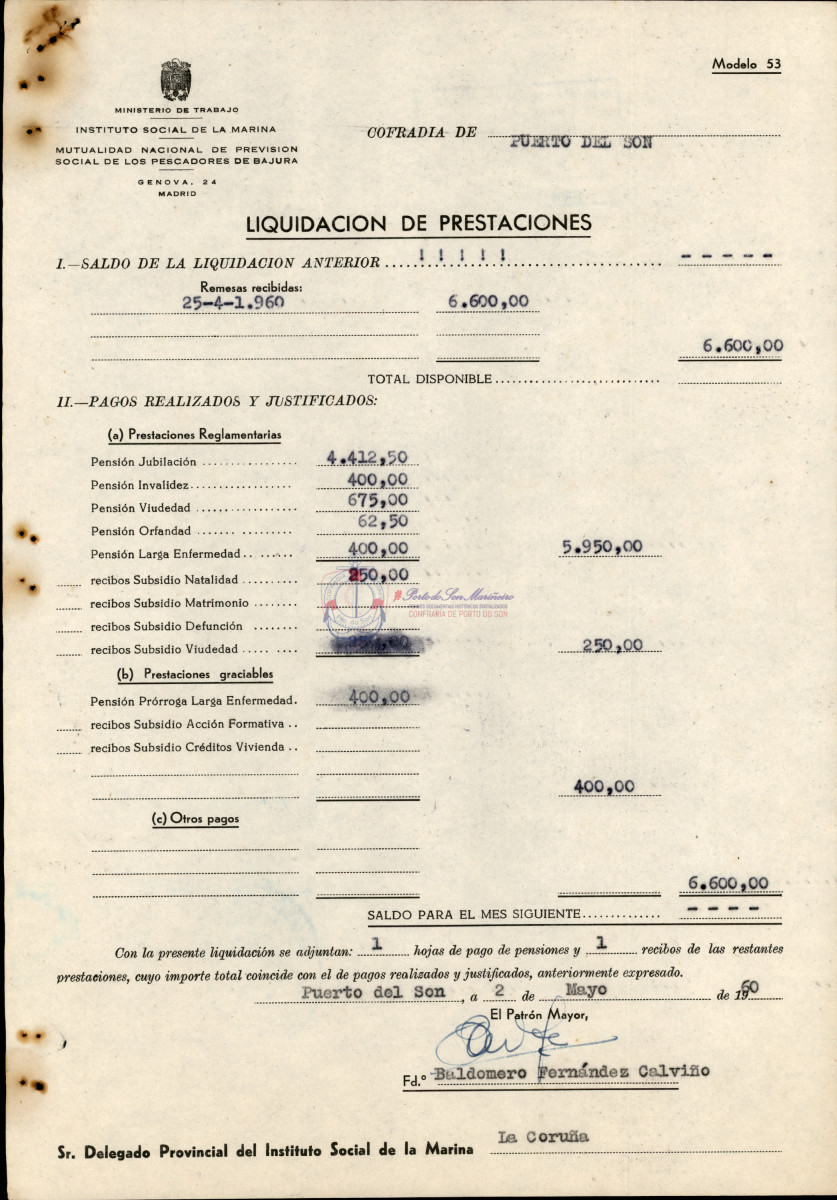 Modelo 53
MINISTERIO DE TRABAJO
INSTITUTO SOCIAL DE LA MARINA
MUTUALIDAD NACIONAL DE PREVISION
SOCIAL DE LOS PESCADORES DE BAJURA
GENOVA, 24
MADRID
COFRADIA DE PUERTO DEL SON
LIQUIDACION DE PRESTACIONES
I.—SALDO DE LA LIQUIDACION ANTERIOR ! ! ! ! ! - - - - -
Remesas recibidas:
25-4-1.960 6.600,00
6.600,00
TOTAL DISPONIBLE
II.—PAGOS REALIZADOS Y JUSTIFICADOS:
(a) Prestaciones Reglamentarias
Pensión Jubilación 4.412,50
Pensión Invalidez 400,00
Pensión Viudedad 675,00
Pensión Orfandad 62,50
Pensión Larga Enfermedad 400,00 5.950,00
recibos Subsidio Natalidad 250,00
recibos Subsidio Matrimonio
recibos Subsidio Defunción
recibos Subsidio Viudedad 250,00
(b) Prestaciones graciables
Pensión Prórroga Larga Enfermedad. 400,00
recibos Subsidio Acción Formativa ..
recibos Subsidio Créditos Vivienda ..
400,00
(c) Otros pagos
6.600,00
SALDO PARA EL MES SIGUIENTE - - - -
Con la presente liquidación se adjuntan: 1 hojas de pago de pensiones y 1 recibos de las restantes
prestaciones, cuyo importe total coincide con el de pagos realizados y justificados, anteriormente expresado.
Puerto del Son, a 2 de Mayo de 1960
El Patrón Mayor,
Fd.º Baldomero Fernández Calviño
Sr. Delegado Provincial del Instituto Social de la Marina La Coruña
# Porto do Son Mariñeiro
CONFRARIA DE PORTO DO SON